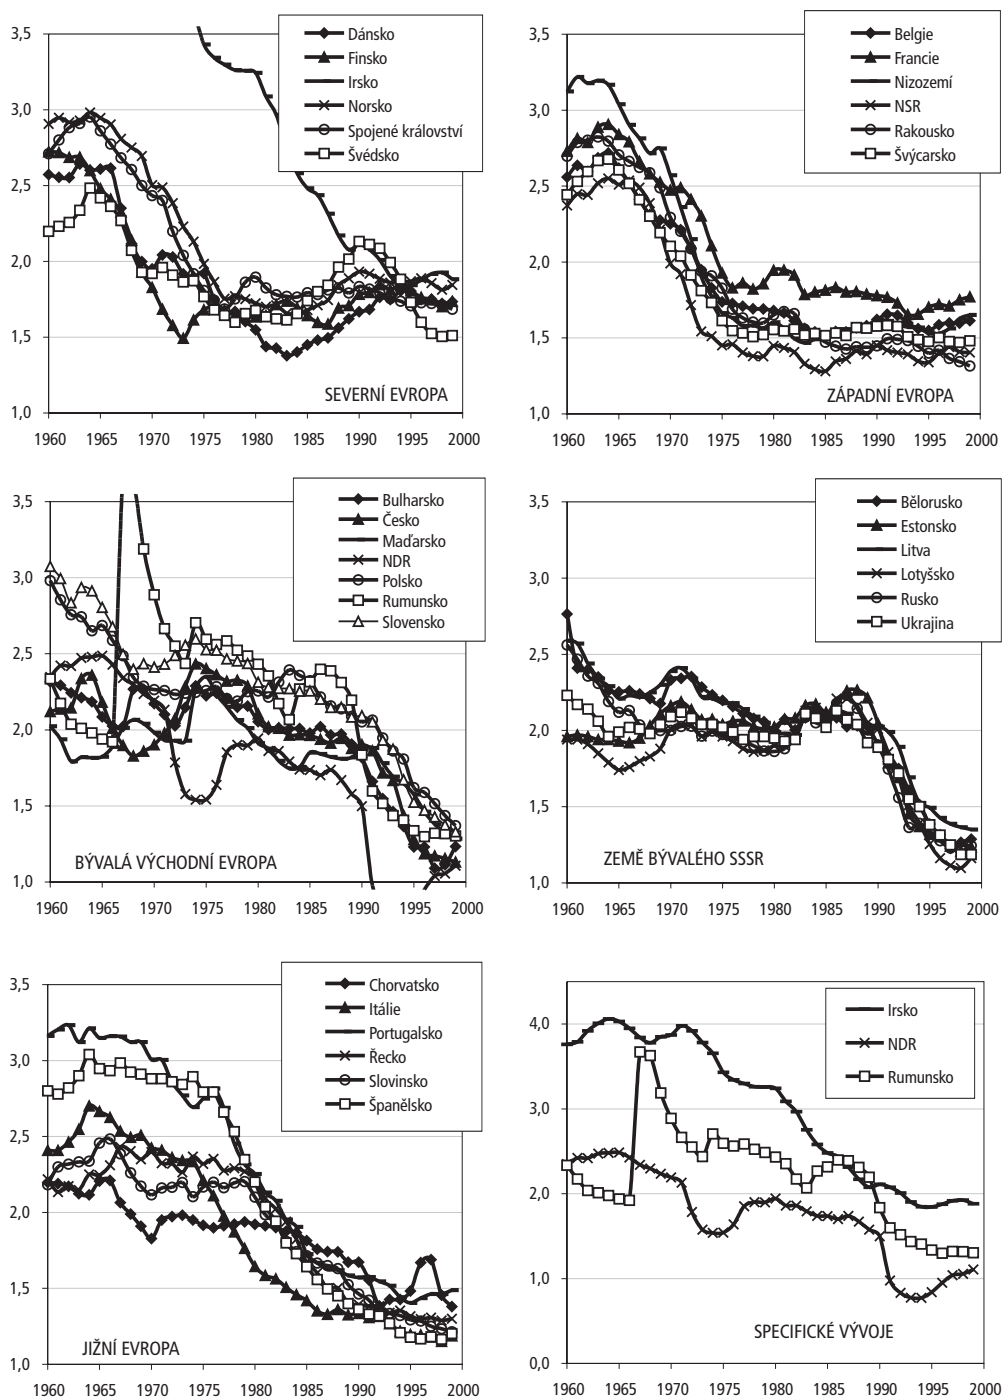 3,5
3,0
2,5
2,0
1,5
1,0
1960 1965 1970 1975 1980 1985 1990 1995 2000
Dánsko
Finsko
Irsko
Norsko
Spojené království
Švédsko
SEVERNÍ EVROPA
3,5
3,0
2,5
2,0
1,5
1,0
1960 1965 1970 1975 1980 1985 1990 1995 2000
Belgie
Francie
Nizozemí
NSR
Rakousko
Švýcarsko
ZÁPADNÍ EVROPA
3,5
3,0
2,5
2,0
1,5
1,0
1960 1965 1970 1975 1980 1985 1990 1995 2000
Bulharsko
Česko
Maďarsko
NDR
Polsko
Rumunsko
Slovensko
BÝVALÁ VÝCHODNÍ EVROPA
3,5
3,0
2,5
2,0
1,5
1,0
1960 1965 1970 1975 1980 1985 1990 1995 2000
Bělorusko
Estonsko
Litva
Lotyšsko
Rusko
Ukrajina
ZEMĚ BÝVALÉHO SSSR
3,5
3,0
2,5
2,0
1,5
1,0
1960 1965 1970 1975 1980 1985 1990 1995 2000
Chorvatsko
Itálie
Portugalsko
Řecko
Slovinsko
Španělsko
JIŽNÍ EVROPA
4,0
3,0
2,0
1,0
0,0
1960 1965 1970 1975 1980 1985 1990 1995 2000
Irsko
NDR
Rumunsko
SPECIFICKÉ VÝVOJE